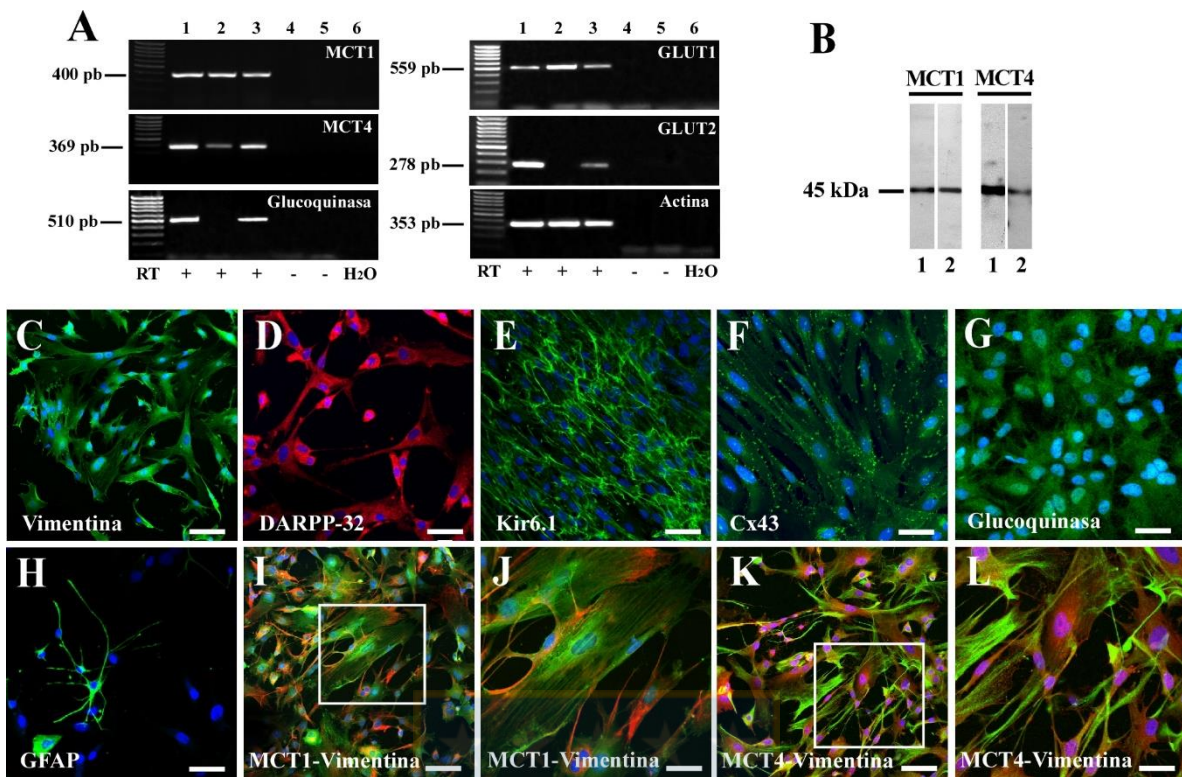 A
1 2 3 4 5 6
MCT1
400 pb
MCT4
369 pb
Glucoquinasa
510 pb
RT + + + - - H₂O
1 2 3 4 5 6
GLUT1
559 pb
GLUT2
278 pb
Actina
353 pb
RT + + + - - H₂O
B
MCT1 MCT4
45 kDa
1 2 1 2
C
Vimentina
D
DARPP-32
E
Kir6.1
F
Cx43
G
Glucoquinasa
H
GFAP
I
MCT1-Vimentina
J
MCT1-Vimentina
K
MCT4-Vimentina
L
MCT4-Vimentina